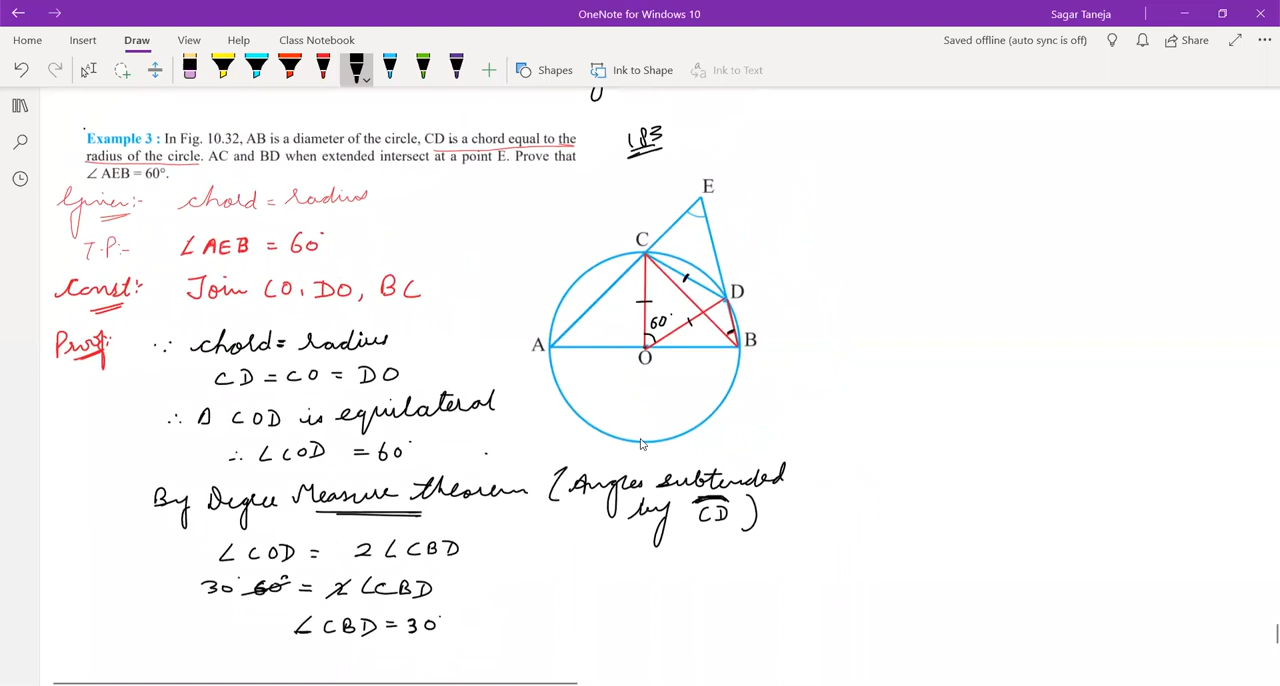 OneNote for Windows 10
Sagar Taneja
Home Insert Draw View Help Class Notebook
Saved offline (auto sync is off) Share
Shapes Ink to Shape Ink to Text
Example 3 : In Fig. 10.32, AB is a diameter of the circle, CD is a chord equal to the
radius of the circle. AC and BD when extended intersect at a point E. Prove that
∠ AEB = 60°.
183
Given:- chold = radius
T.P:- ∠AEB = 60°
Const:- Join CO, DO, BC
Proof: ∵ chold = radius
CD = CO = DO
∴ Δ COD is equilateral
∴ ∠COD = 60°
By Degree Measure theorem (Angles subtended
by CD)
∠COD = 2∠CBD
30° 60° = 2∠CBD
∠CBD = 30°
E
C
D
60°
A
O
B